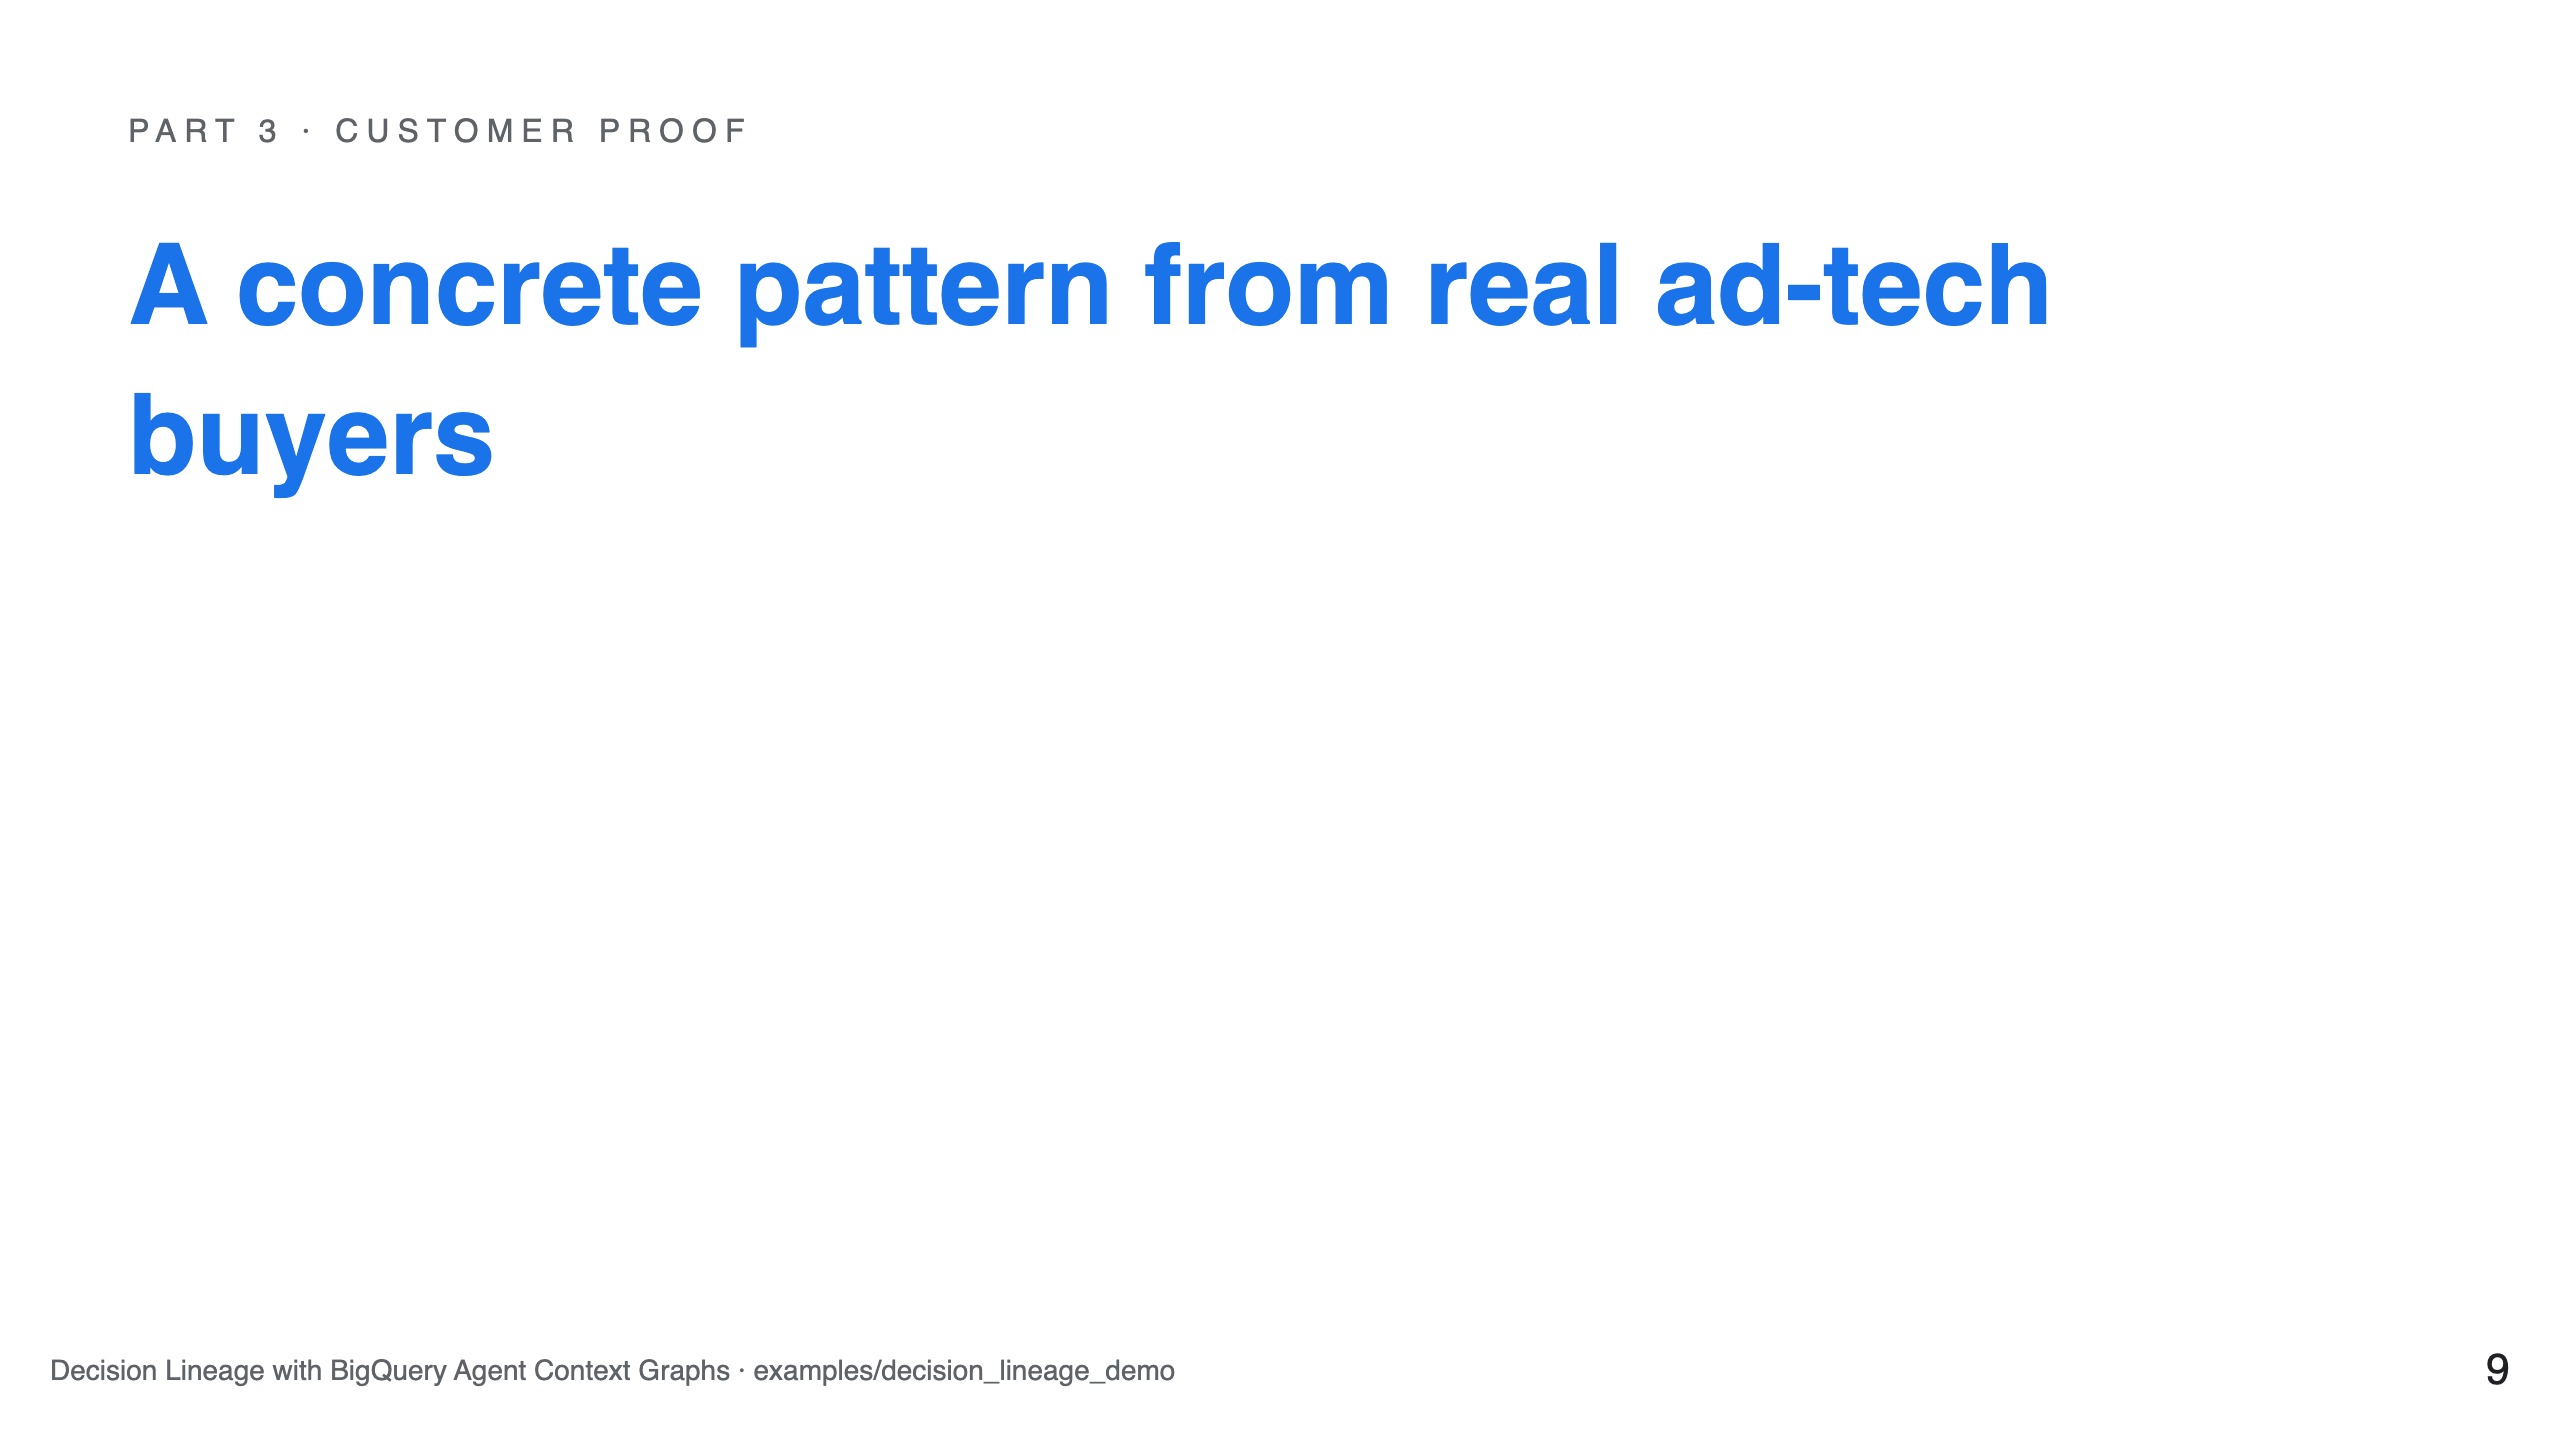 PART 3 · CUSTOMER PROOF
A concrete pattern from real ad-tech
buyers
Decision Lineage with BigQuery Agent Context Graphs · examples/decision_lineage_demo
9